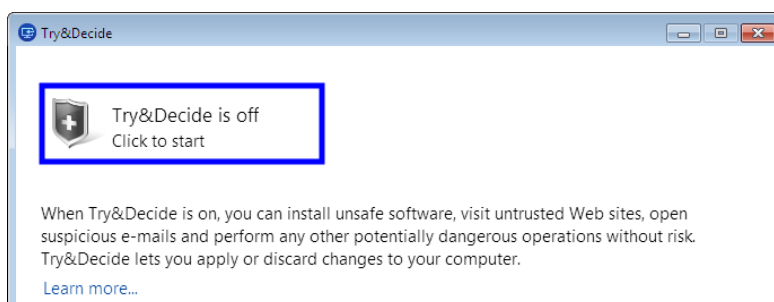 Try&Decide
Try&Decide is off
Click to start
When Try&Decide is on, you can install unsafe software, visit untrusted Web sites, open
suspicious e-mails and perform any other potentially dangerous operations without risk.
Try&Decide lets you apply or discard changes to your computer.
Learn more...